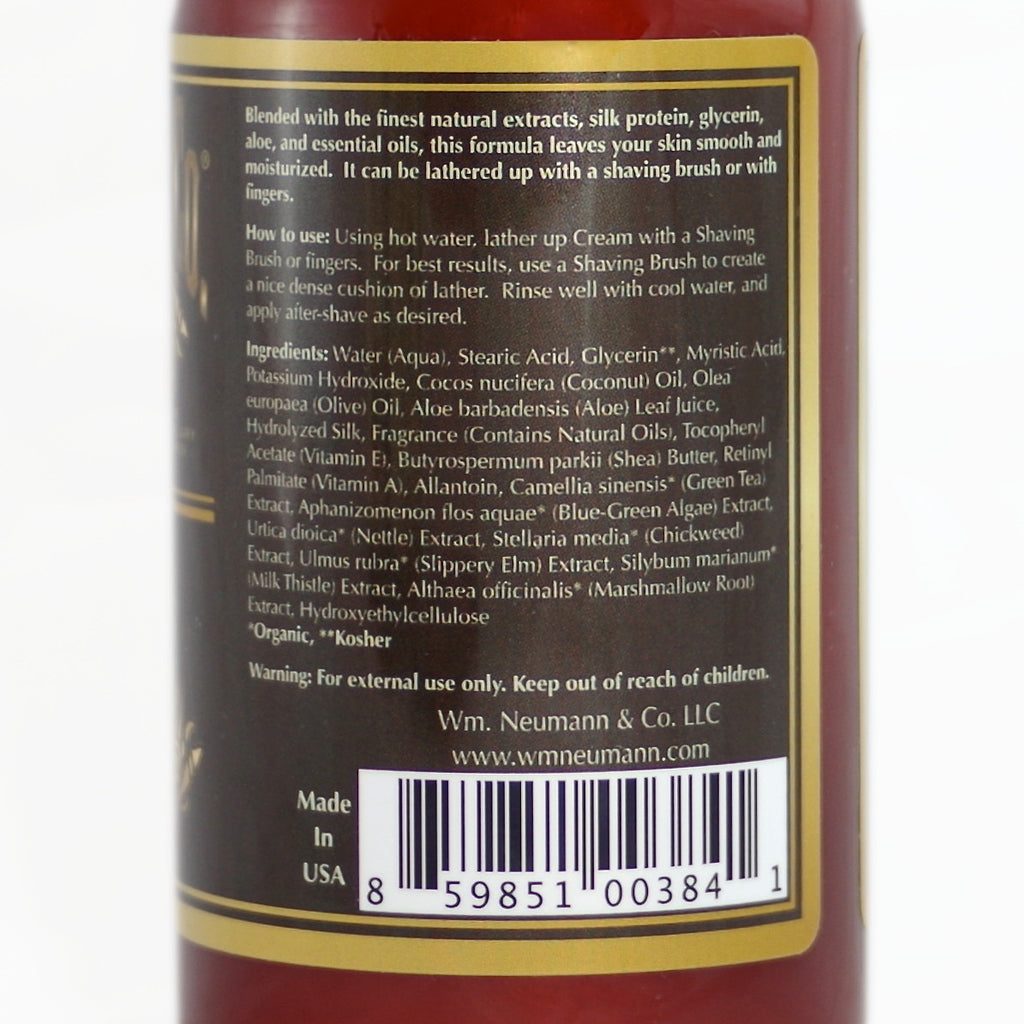 Blended with the finest natural extracts, silk protein, glycerin,
aloe, and essential oils, this formula leaves your skin smooth and
moisturized. It can be lathered up with a shaving brush or with
fingers.
How to use: Using hot water, lather up Cream with a Shaving
Brush or fingers. For best results, use a Shaving Brush to create
a nice dense cushion of lather. Rinse well with cool water, and
apply after-shave as desired.
Ingredients: Water (Aqua), Stearic Acid, Glycerin**, Myristic Acid,
Potassium Hydroxide, Cocos nucifera (Coconut) Oil, Olea
europaea (Olive) Oil, Aloe barbadensis (Aloe) Leaf Juice,
Hydrolyzed Silk, Fragrance (Contains Natural Oils), Tocopheryl
Acetate (Vitamin E), Butyrospermum parkii (Shea) Butter, Retinyl
Palmitate (Vitamin A), Allantoin, Camellia sinensis* (Green Tea)
Extract, Aphanizomenon flos aquae* (Blue-Green Algae) Extract,
Urtica dioica* (Nettle) Extract, Stellaria media* (Chickweed)
Extract, Ulmus rubra* (Slippery Elm) Extract, Silybum marianum*
(Milk Thistle) Extract, Althaea officinalis* (Marshmallow Root)
Extract, Hydroxyethylcellulose
*Organic, **Kosher
Warning: For external use only. Keep out of reach of children.
Wm. Neumann & Co. LLC
www.wmneumann.com
Made
In
USA
8 59851 00384 1